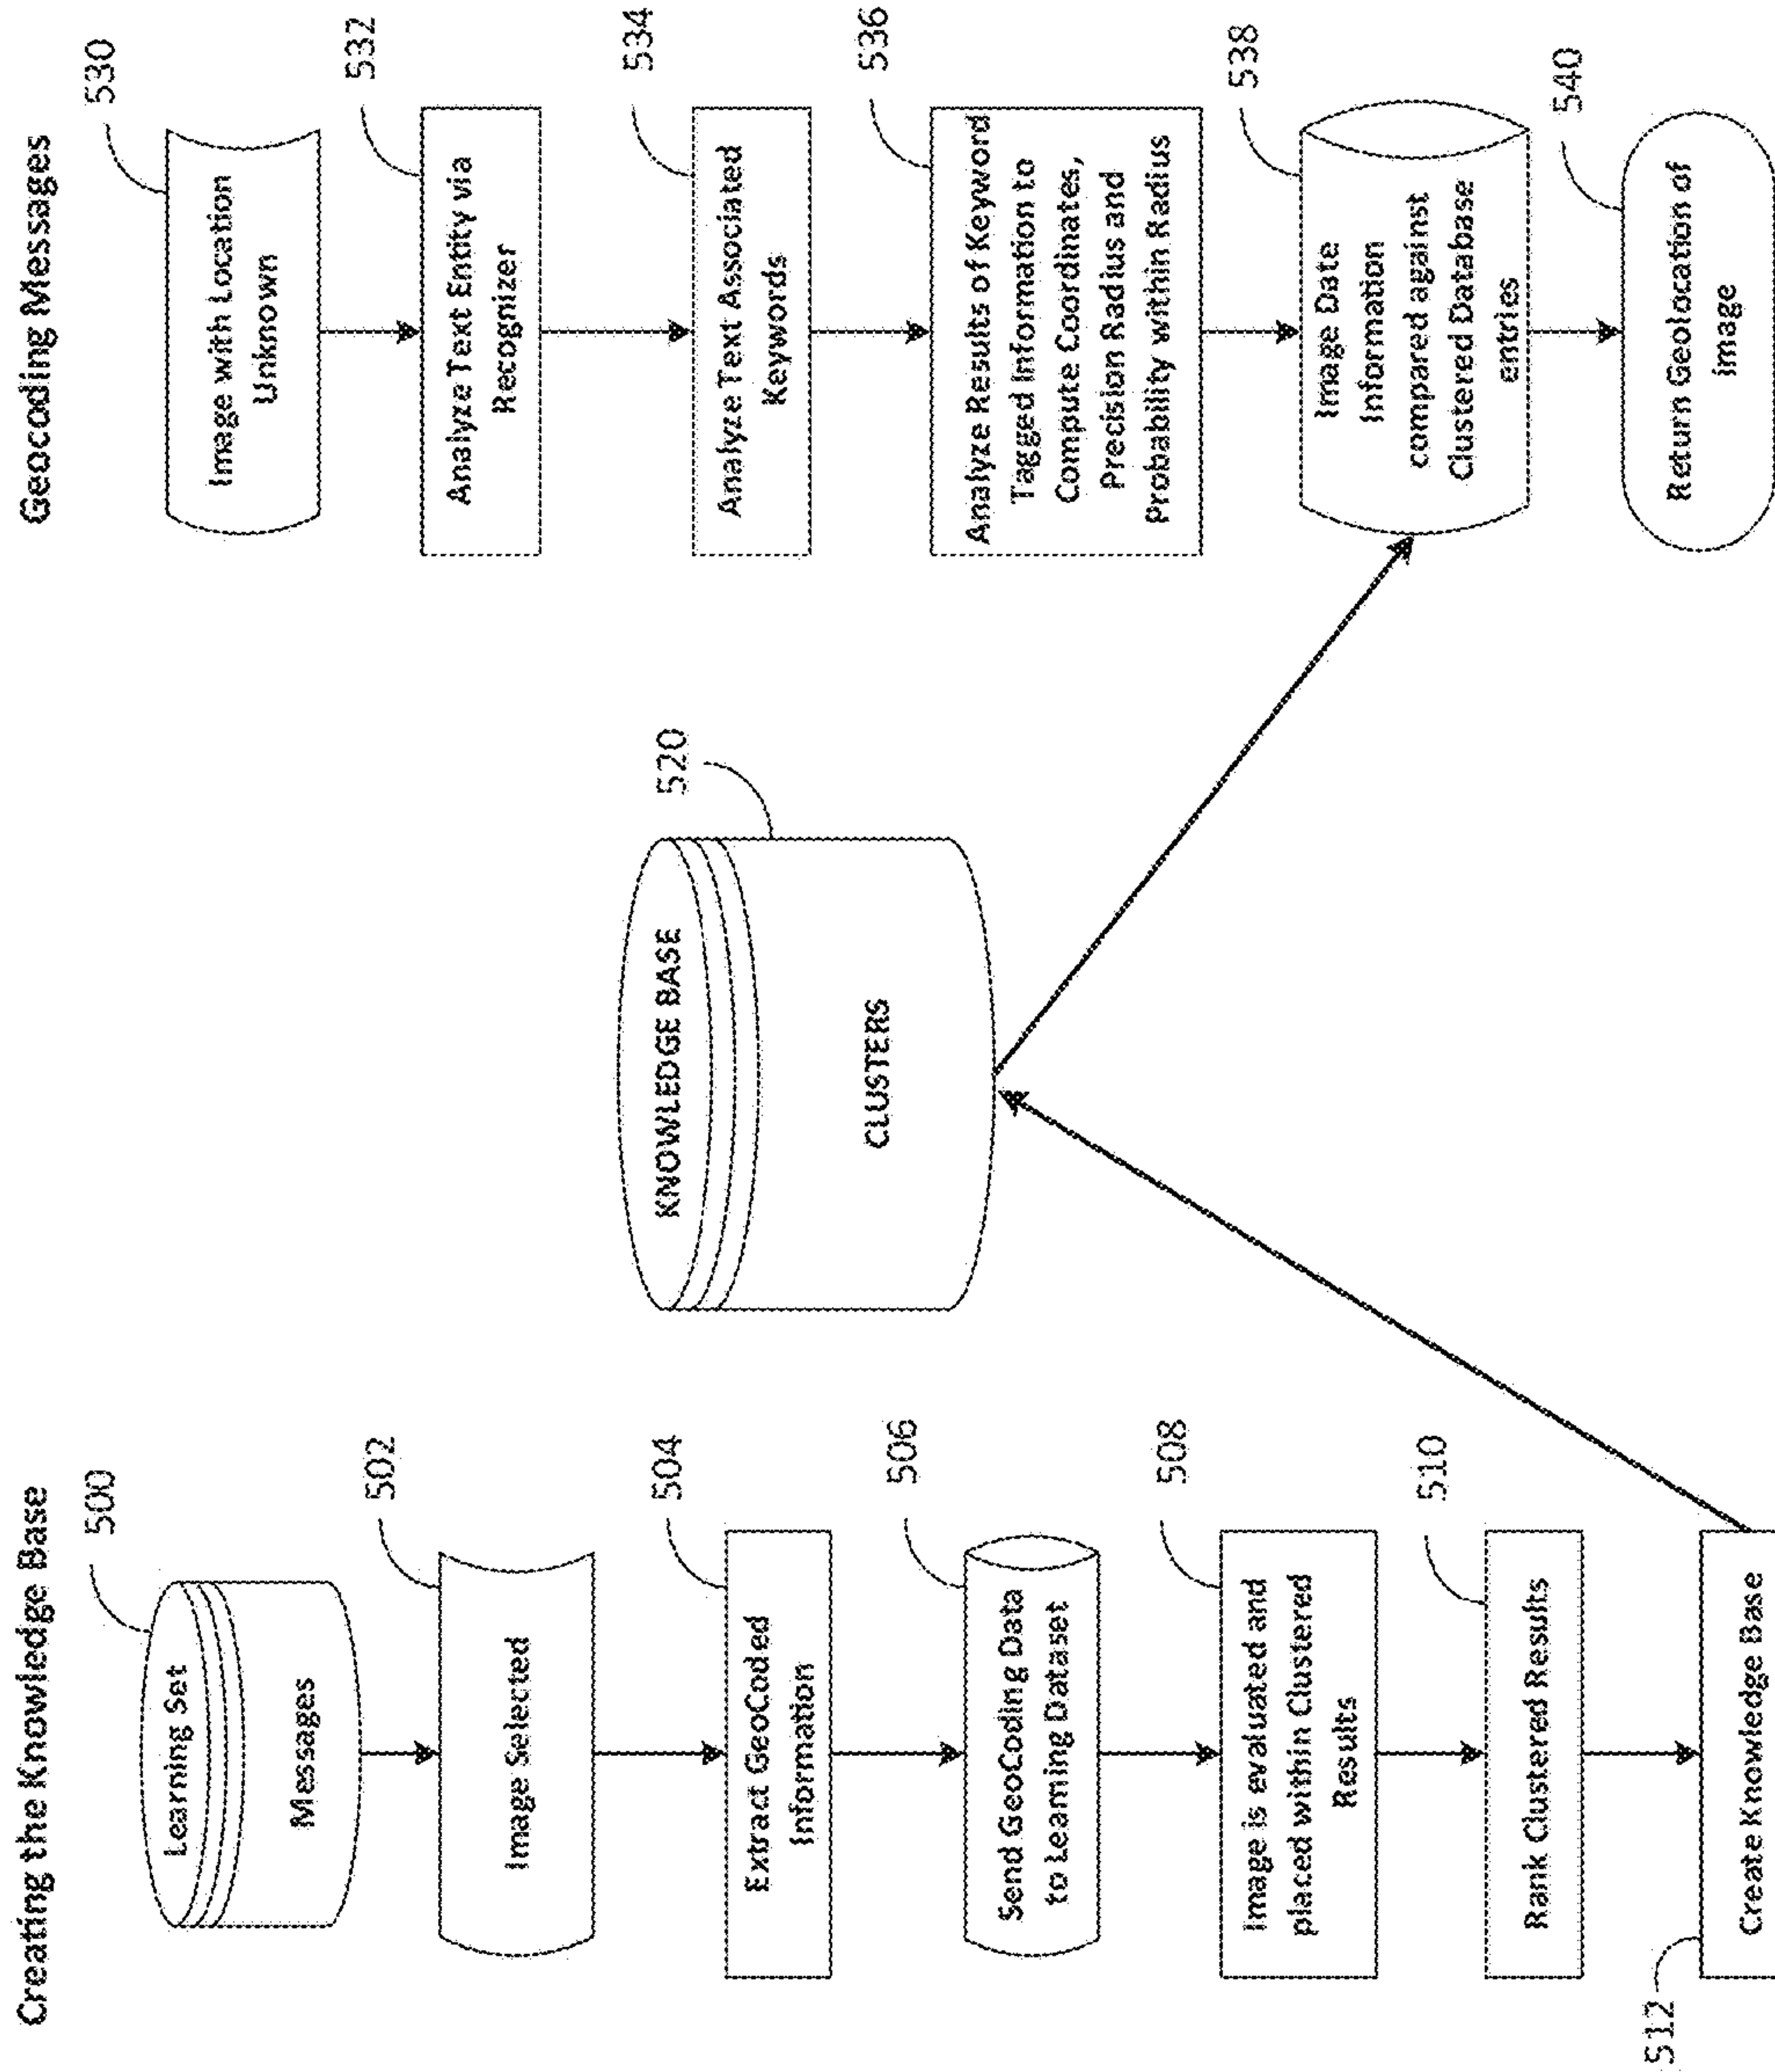 Creating the Knowledge Base
500
Learning Set
Messages
502
Image Selected
504
Extract GeoCoded
Information
506
Send GeoCoding Data
to Learning Dataset
508
Image is evaluated and
placed within Clustered
Results
510
Rank Clustered Results
512
Create Knowledge Base
520
KNOWLEDGE BASE
CLUSTERS
Geocoding Messages
530
Image with Location
Unknown
532
Analyze Text Entity via
Recognizer
534
Analyze Text Associated
Keywords
536
Analyze Results of Keyword
Tagged Information to
Compute Coordinates,
Precision Radius and
Probability within Radius
538
Image Date
Information
compared against
Clustered Database
entries
540
Return Geolocation of
image